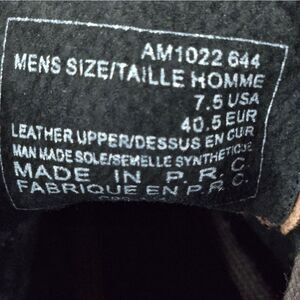 AM1022 644
MENS SIZE/TAILLE HOMME
7.5 USA
40.5 EUR
LEATHER UPPER/DESSUS EN CUR
MAN MADE SOLE/SEMELLE SYNTHETIQUE
MADE IN P. R. C.
FABRIQUE EN P. R. C.